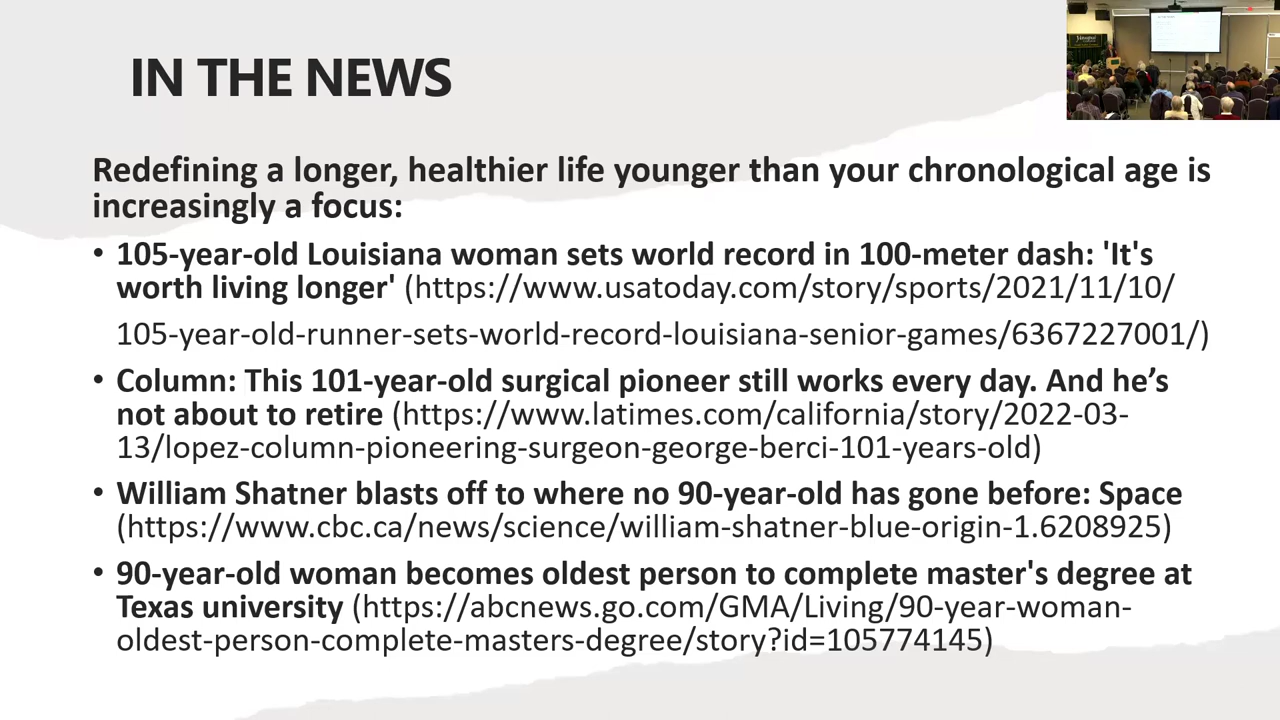 IN THE NEWS
Redefining a longer, healthier life younger than your chronological age is
increasingly a focus:
• 105-year-old Louisiana woman sets world record in 100-meter dash: 'It's
worth living longer' (https://www.usatoday.com/story/sports/2021/11/10/
105-year-old-runner-sets-world-record-louisiana-senior-games/6367227001/)
• Column: This 101-year-old surgical pioneer still works every day. And he’s
not about to retire (https://www.latimes.com/california/story/2022-03-
13/lopez-column-pioneering-surgeon-george-berci-101-years-old)
• William Shatner blasts off to where no 90-year-old has gone before: Space
(https://www.cbc.ca/news/science/william-shatner-blue-origin-1.6208925)
• 90-year-old woman becomes oldest person to complete master's degree at
Texas university (https://abcnews.go.com/GMA/Living/90-year-woman-
oldest-person-complete-masters-degree/story?id=105774145)